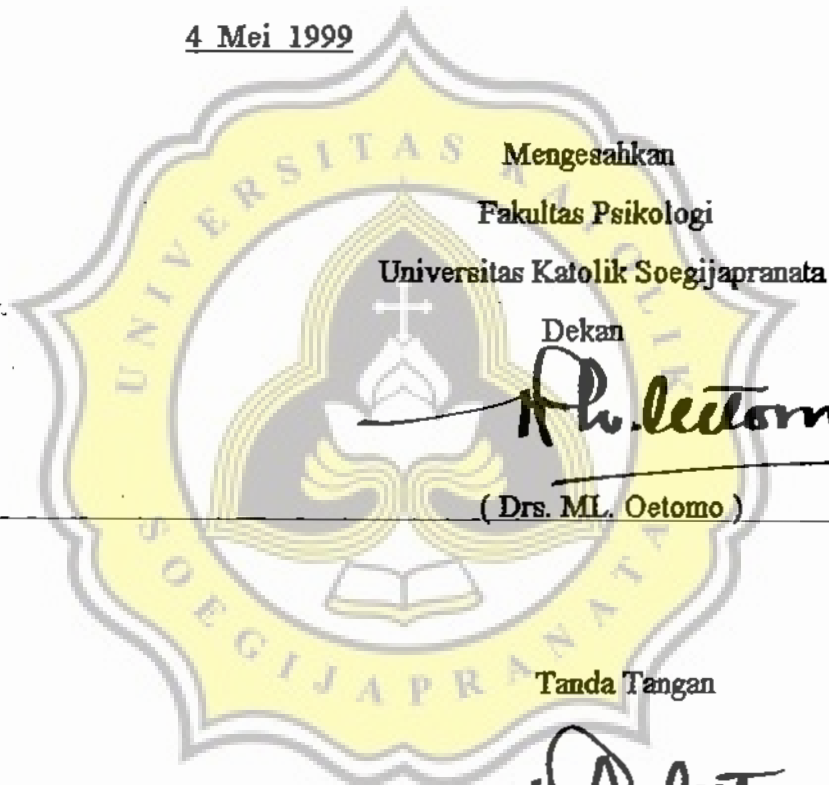 4 Mei 1999
Mengesahkan
Fakultas Psikologi
Universitas Katolik Soegijapranata
Dekan
( Drs. ML. Oetomo )
Tanda Tangan
UNIVERSITAS KATOLIK
SOEGIJAPRANATA